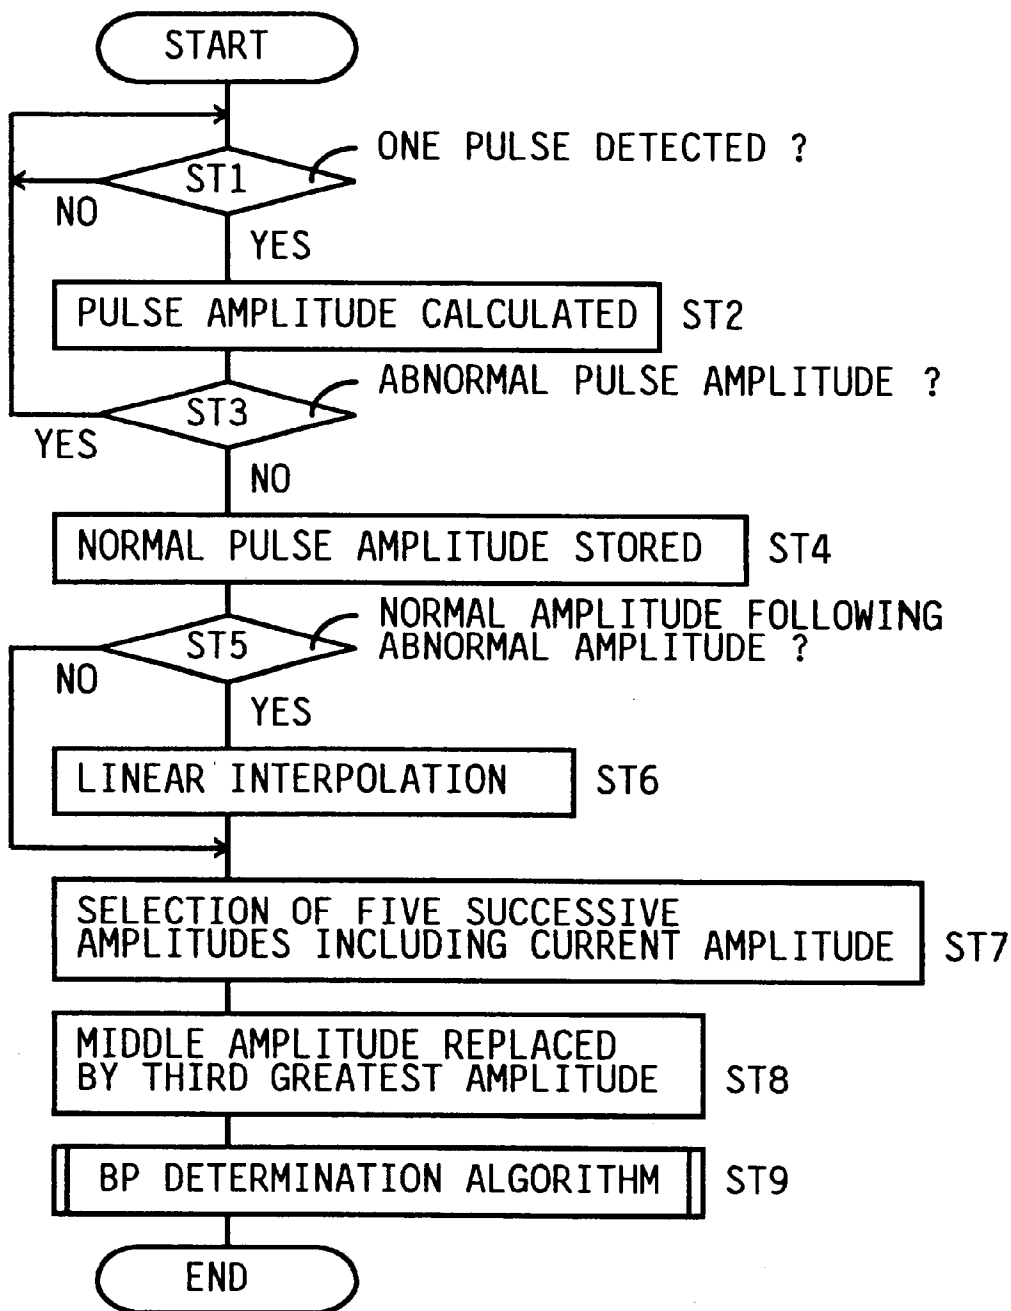 START
ONE PULSE DETECTED ?
ST1
NO
YES
PULSE AMPLITUDE CALCULATED
ST2
ABNORMAL PULSE AMPLITUDE ?
ST3
YES
NO
NORMAL PULSE AMPLITUDE STORED
ST4
NORMAL AMPLITUDE FOLLOWING
ABNORMAL AMPLITUDE ?
ST5
NO
YES
LINEAR INTERPOLATION
ST6
SELECTION OF FIVE SUCCESSIVE
AMPLITUDES INCLUDING CURRENT AMPLITUDE
ST7
MIDDLE AMPLITUDE REPLACED
BY THIRD GREATEST AMPLITUDE
ST8
BP DETERMINATION ALGORITHM
ST9
END